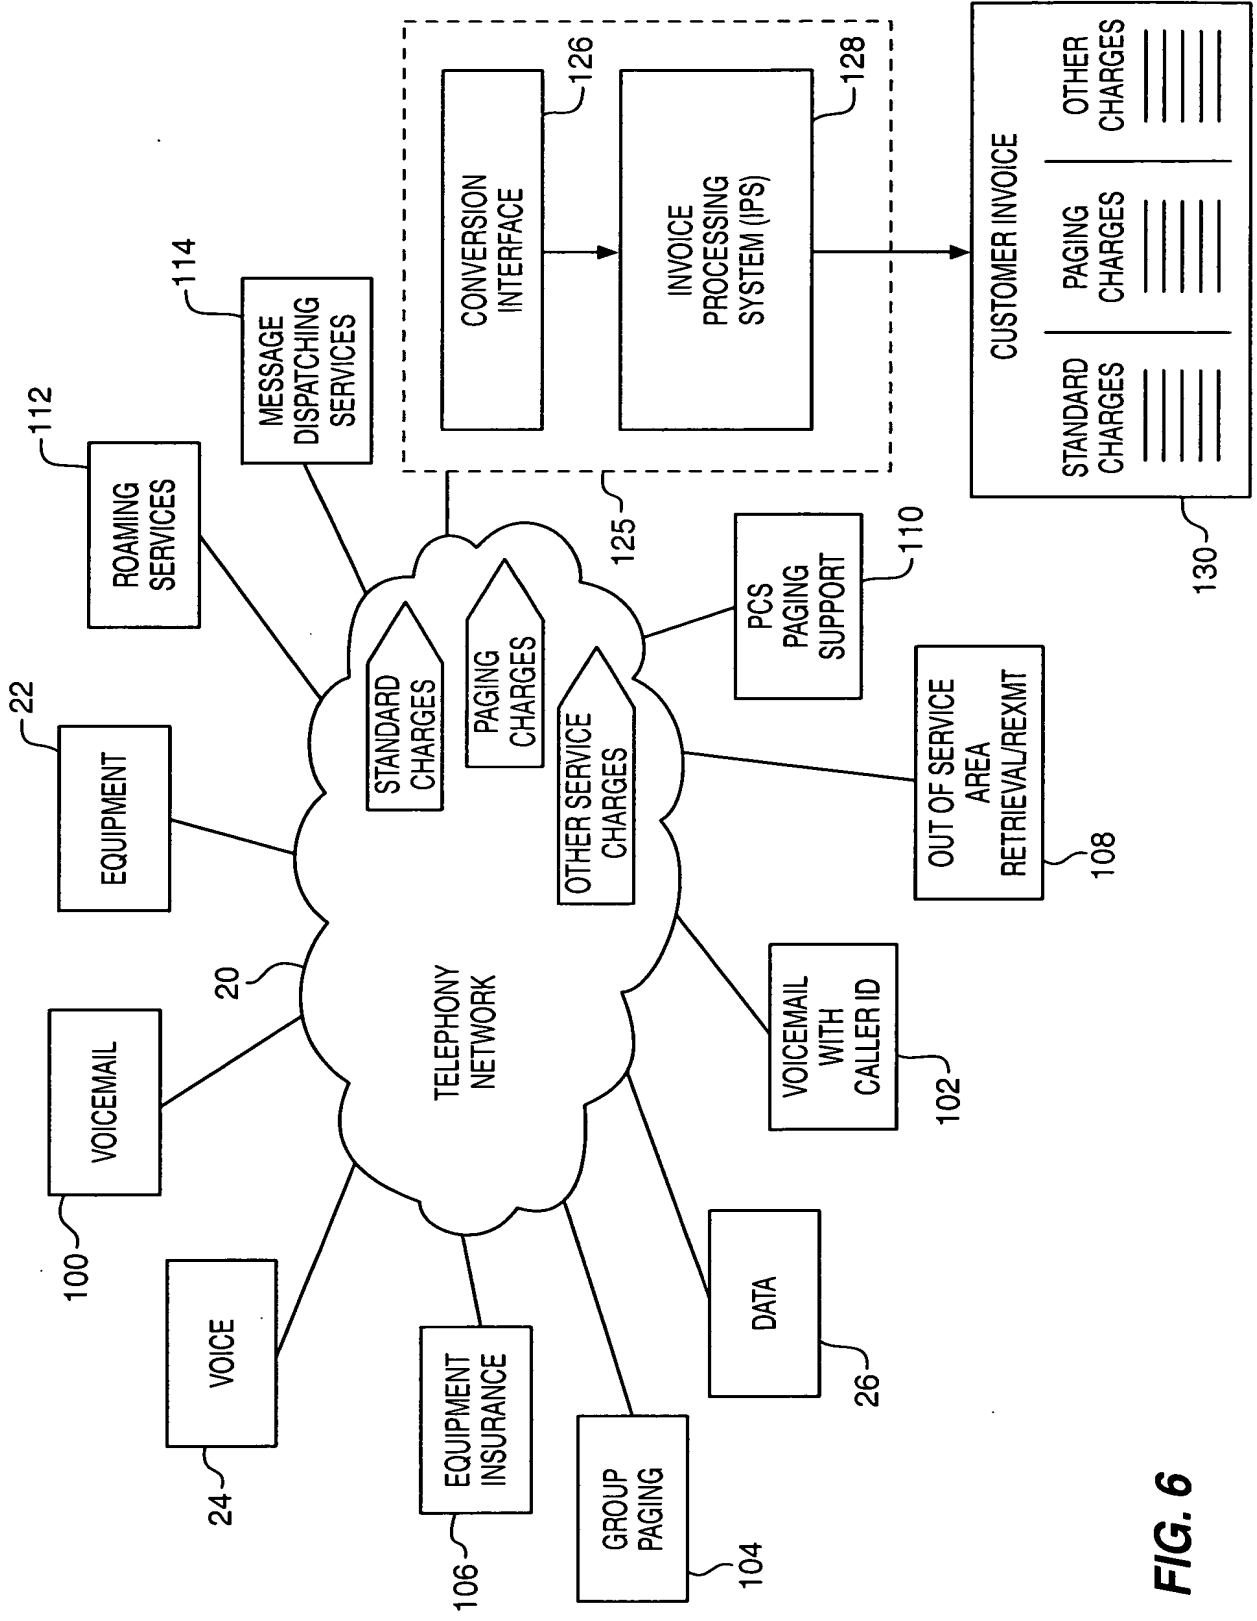 100
VOICEMAIL
22
EQUIPMENT
112
ROAMING
SERVICES
114
MESSAGE
DISPATCHING
SERVICES
24
VOICE
20
TELEPHONY
NETWORK
STANDARD
CHARGES
PAGING
CHARGES
OTHER SERVICE
CHARGES
CONVERSION
INTERFACE
126
INVOICE
PROCESSING
SYSTEM (IPS)
128
125
106
EQUIPMENT
INSURANCE
104
GROUP
PAGING
26
DATA
102
VOICEMAIL
WITH
CALLER ID
108
OUT OF SERVICE
AREA
RETRIEVAL/REXMT
110
PCS
PAGING
SUPPORT
130
CUSTOMER INVOICE
STANDARD
CHARGES
PAGING
CHARGES
OTHER
CHARGES
FIG. 6